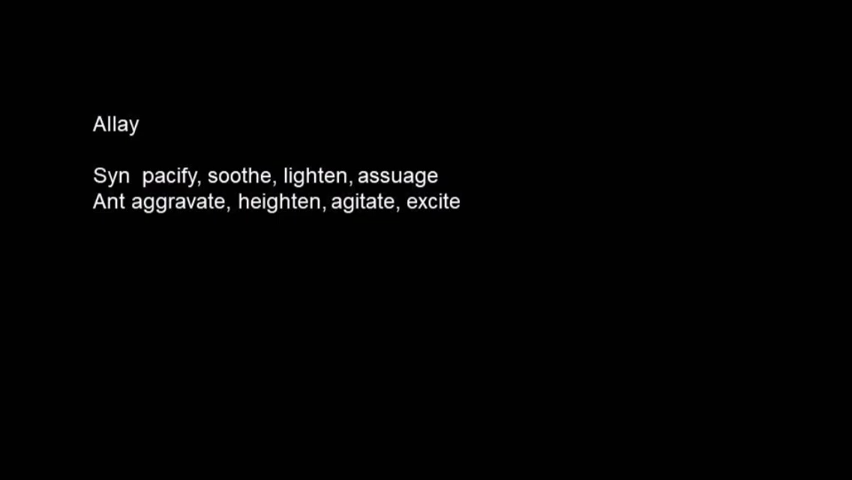 Allay
Syn pacify, soothe, lighten, assuage
Ant aggravate, heighten, agitate, excite